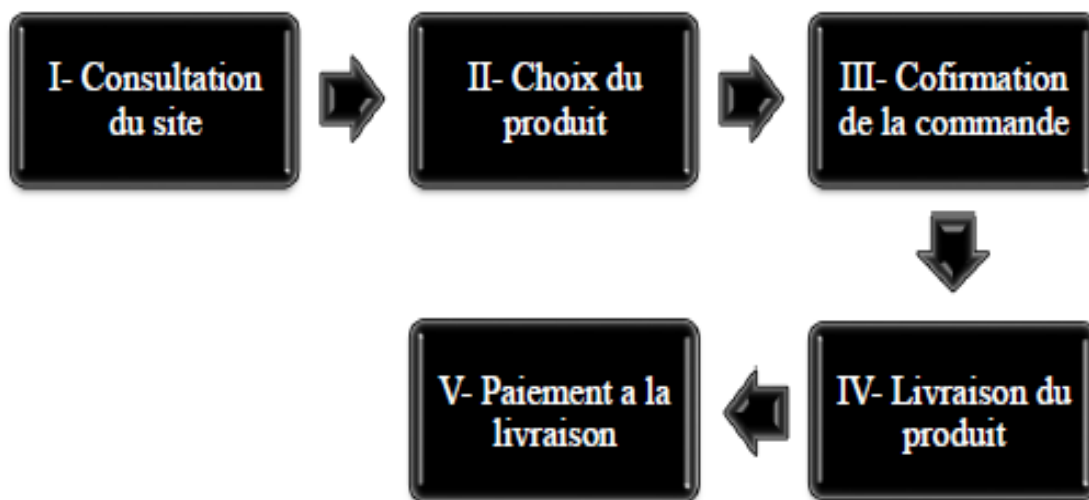 I- Consultation
du site
II- Choix du
produit
III- Cofirmation
de la commande
IV- Livraison du
produit
V- Paiement a la
livraison